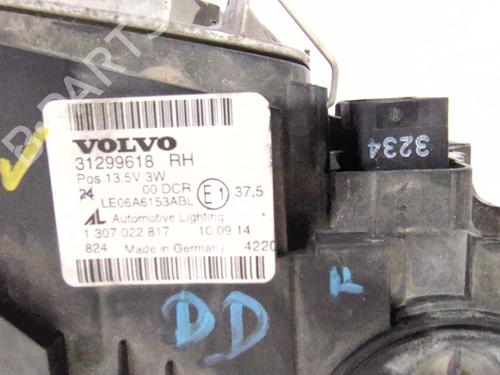 B-PARTS
VOLVO
31299618 RH
Pos 13.5V 3W
24 00 DCR
LE06A6153ABL E1 37.5
AL Automotive Lighting
1 307 022 817 10 09 14
824 Made in Germany 4220
3234
DD
F